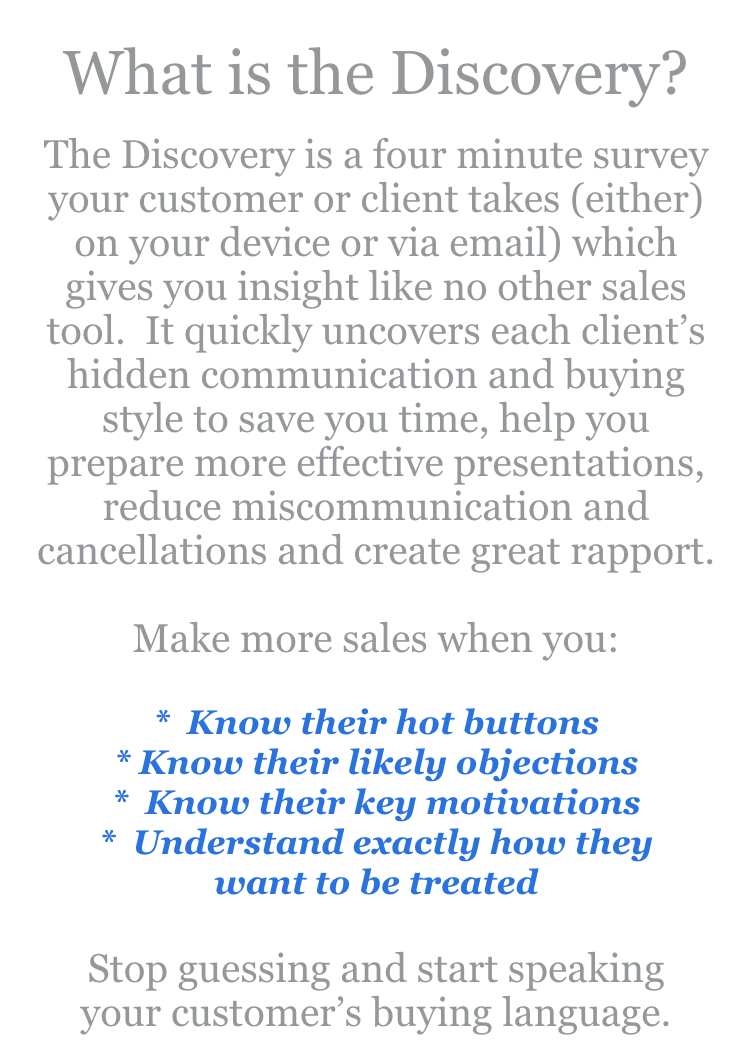 What is the Discovery?
The Discovery is a four minute survey
your customer or client takes (either)
on your device or via email) which
gives you insight like no other sales
tool.  It quickly uncovers each client’s
hidden communication and buying
style to save you time, help you
prepare more effective presentations,
reduce miscommunication and
cancellations and create great rapport.
Make more sales when you:
*  Know their hot buttons
* Know their likely objections
*  Know their key motivations
*  Understand exactly how they
want to be treated
Stop guessing and start speaking
your customer’s buying language.